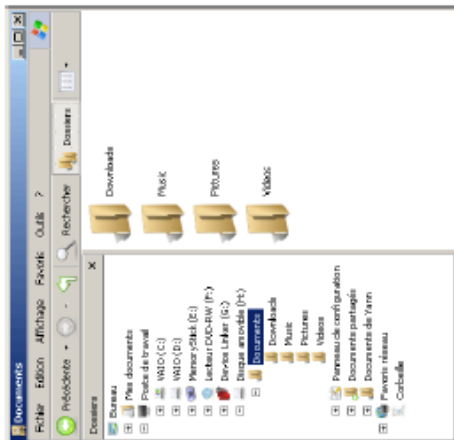 Documents
Fichier Edition Affichage Favoris Outils ?
Précédente Rechercher Dossiers
Dossiers
Bureau
Mes documents
Poste de travail
VAIO (C:)
VAIO (D:)
MemoryStick (E:)
Lecteur DVD-RW (F:)
Device Linker (G:)
Disque amovible (H:)
Documents
Downloads
Music
Pictures
Videos
Panneau de configuration
Documents partagés
Documents de Yann
Favoris réseau
Corbeille
Downloads
Music
Pictures
Videos